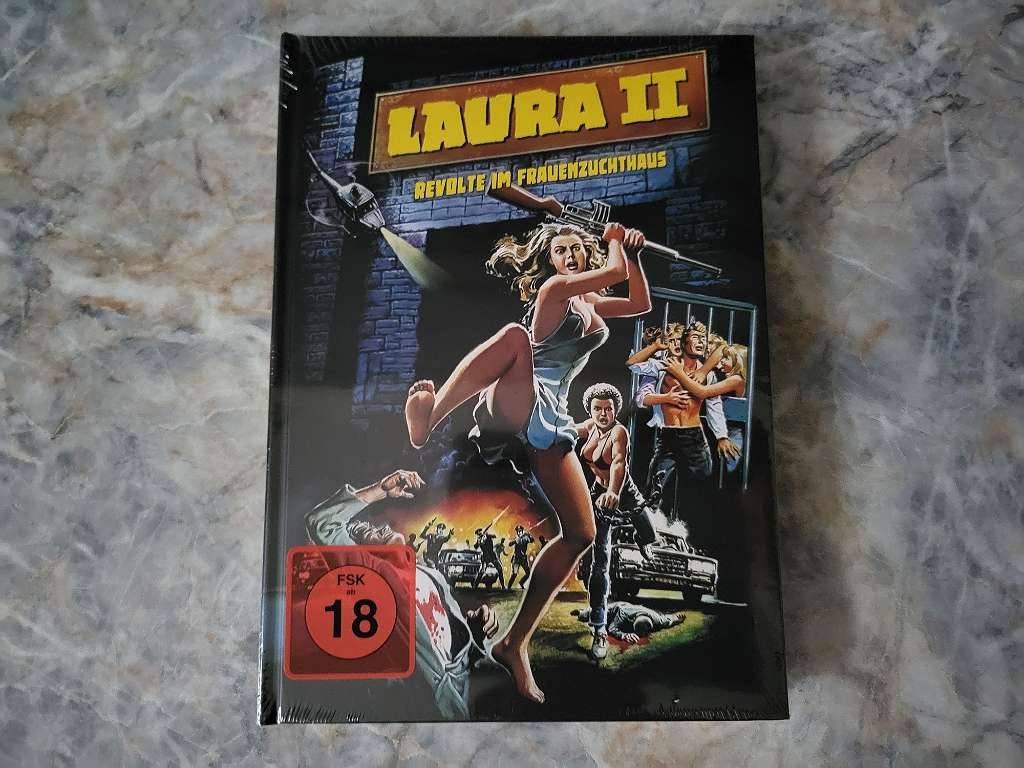 LAURA II
REVOLTE IM FRAUENZUCHTHAUS
FSK
ab
18